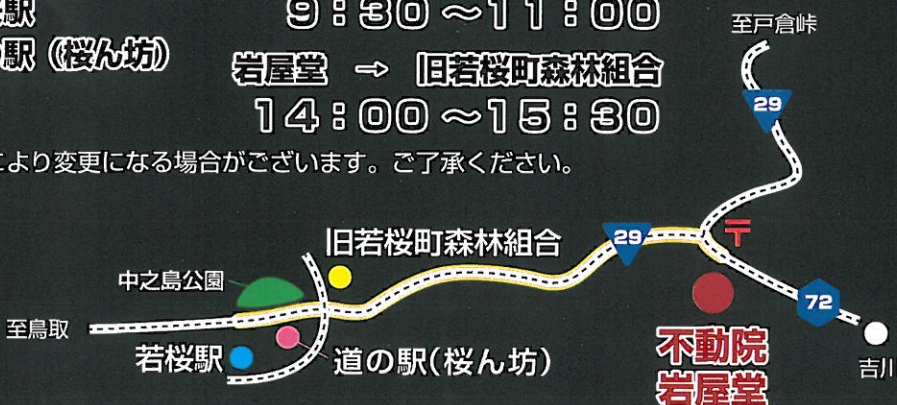 駅
9：30～11：00
駅（桜ん坊）
岩屋堂 → 旧若桜町森林組合
14：00～15：30
により変更になる場合がございます。ご了承ください。
至戸倉峠
29
旧若桜町森林組合
29
〒
中之島公園
72
至鳥取
若桜駅
道の駅（桜ん坊）
不動院
岩屋堂
吉川